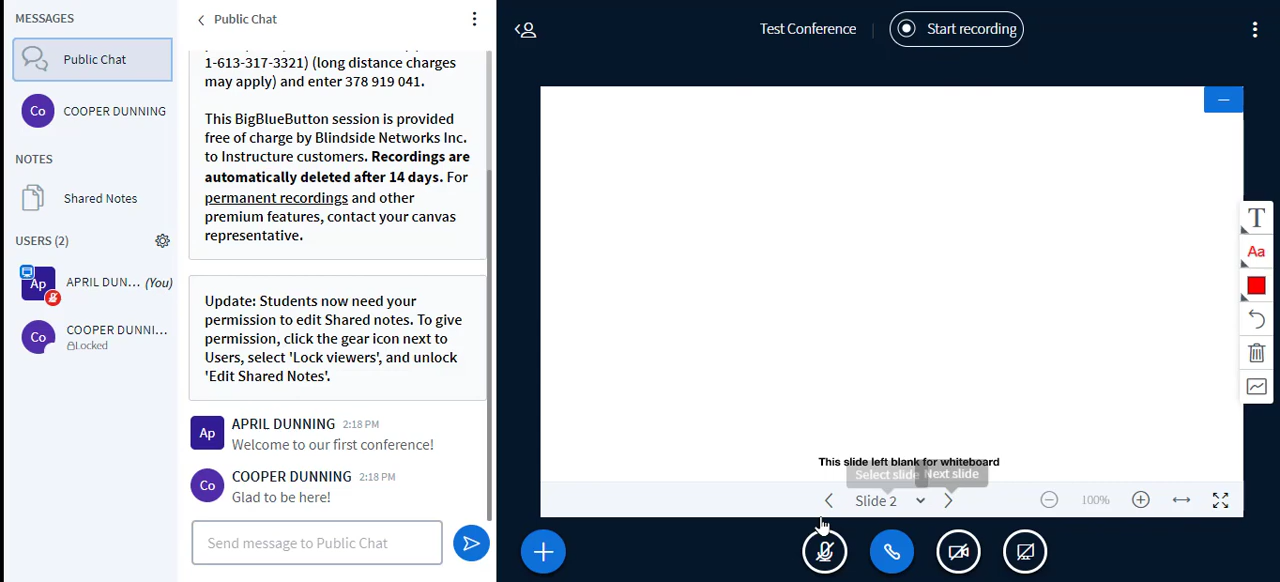 MESSAGES
Public Chat
Co COOPER DUNNING
NOTES
Shared Notes
USERS (2)
Ap APRIL DUN... (You)
Co COOPER DUNNI...
Locked
Public Chat
1-613-317-3321) (long distance charges
may apply) and enter 378 919 041.
This BigBlueButton session is provided
free of charge by Blindside Networks Inc.
to Instructure customers. Recordings are
automatically deleted after 14 days. For
permanent recordings and other
premium features, contact your canvas
representative.
Update: Students now need your
permission to edit Shared notes. To give
permission, click the gear icon next to
Users, select 'Lock viewers', and unlock
'Edit Shared Notes'.
Ap APRIL DUNNING 2:18 PM
Welcome to our first conference!
Co COOPER DUNNING 2:18 PM
Glad to be here!
Send message to Public Chat
Test Conference
Start recording
T
Aa
This slide left blank for whiteboard
Select slide Next slide
Slide 2
100%